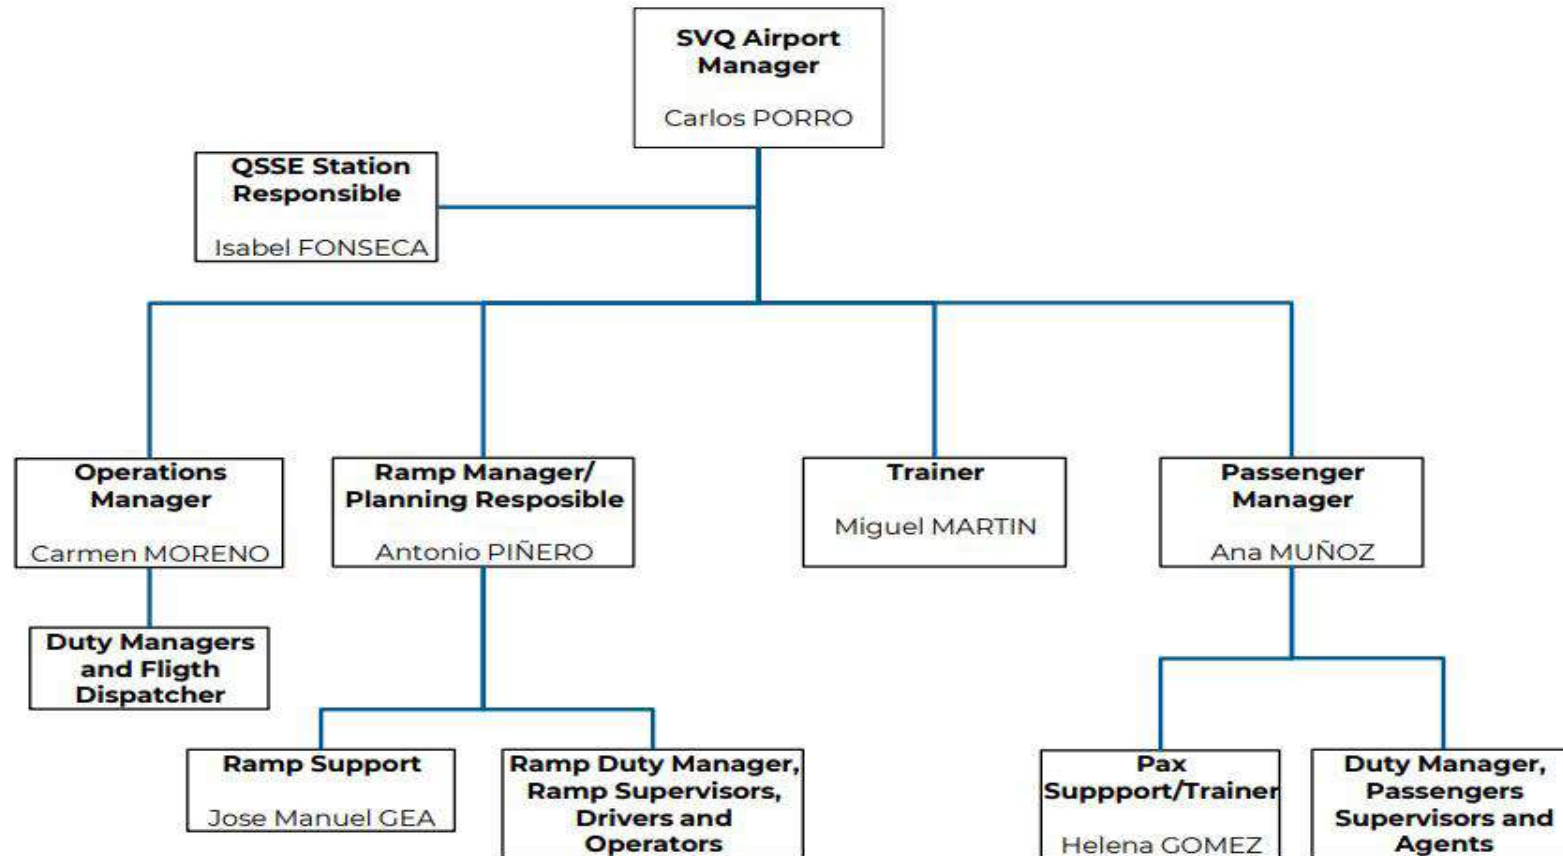 SVQ Airport
Manager
Carlos PORRO
QSSE Station
Responsible
Isabel FONSECA
Operations
Manager
Carmen MORENO
Ramp Manager/
Planning Resposible
Antonio PIÑERO
Trainer
Miguel MARTIN
Passenger
Manager
Ana MUÑOZ
Duty Managers
and Fligth
Dispatcher
Ramp Support
Jose Manuel GEA
Ramp Duty Manager,
Ramp Supervisors,
Drivers and
Operators
Pax
Suppport/Trainer
Helena GOMEZ
Duty Manager,
Passengers
Supervisors and
Agents